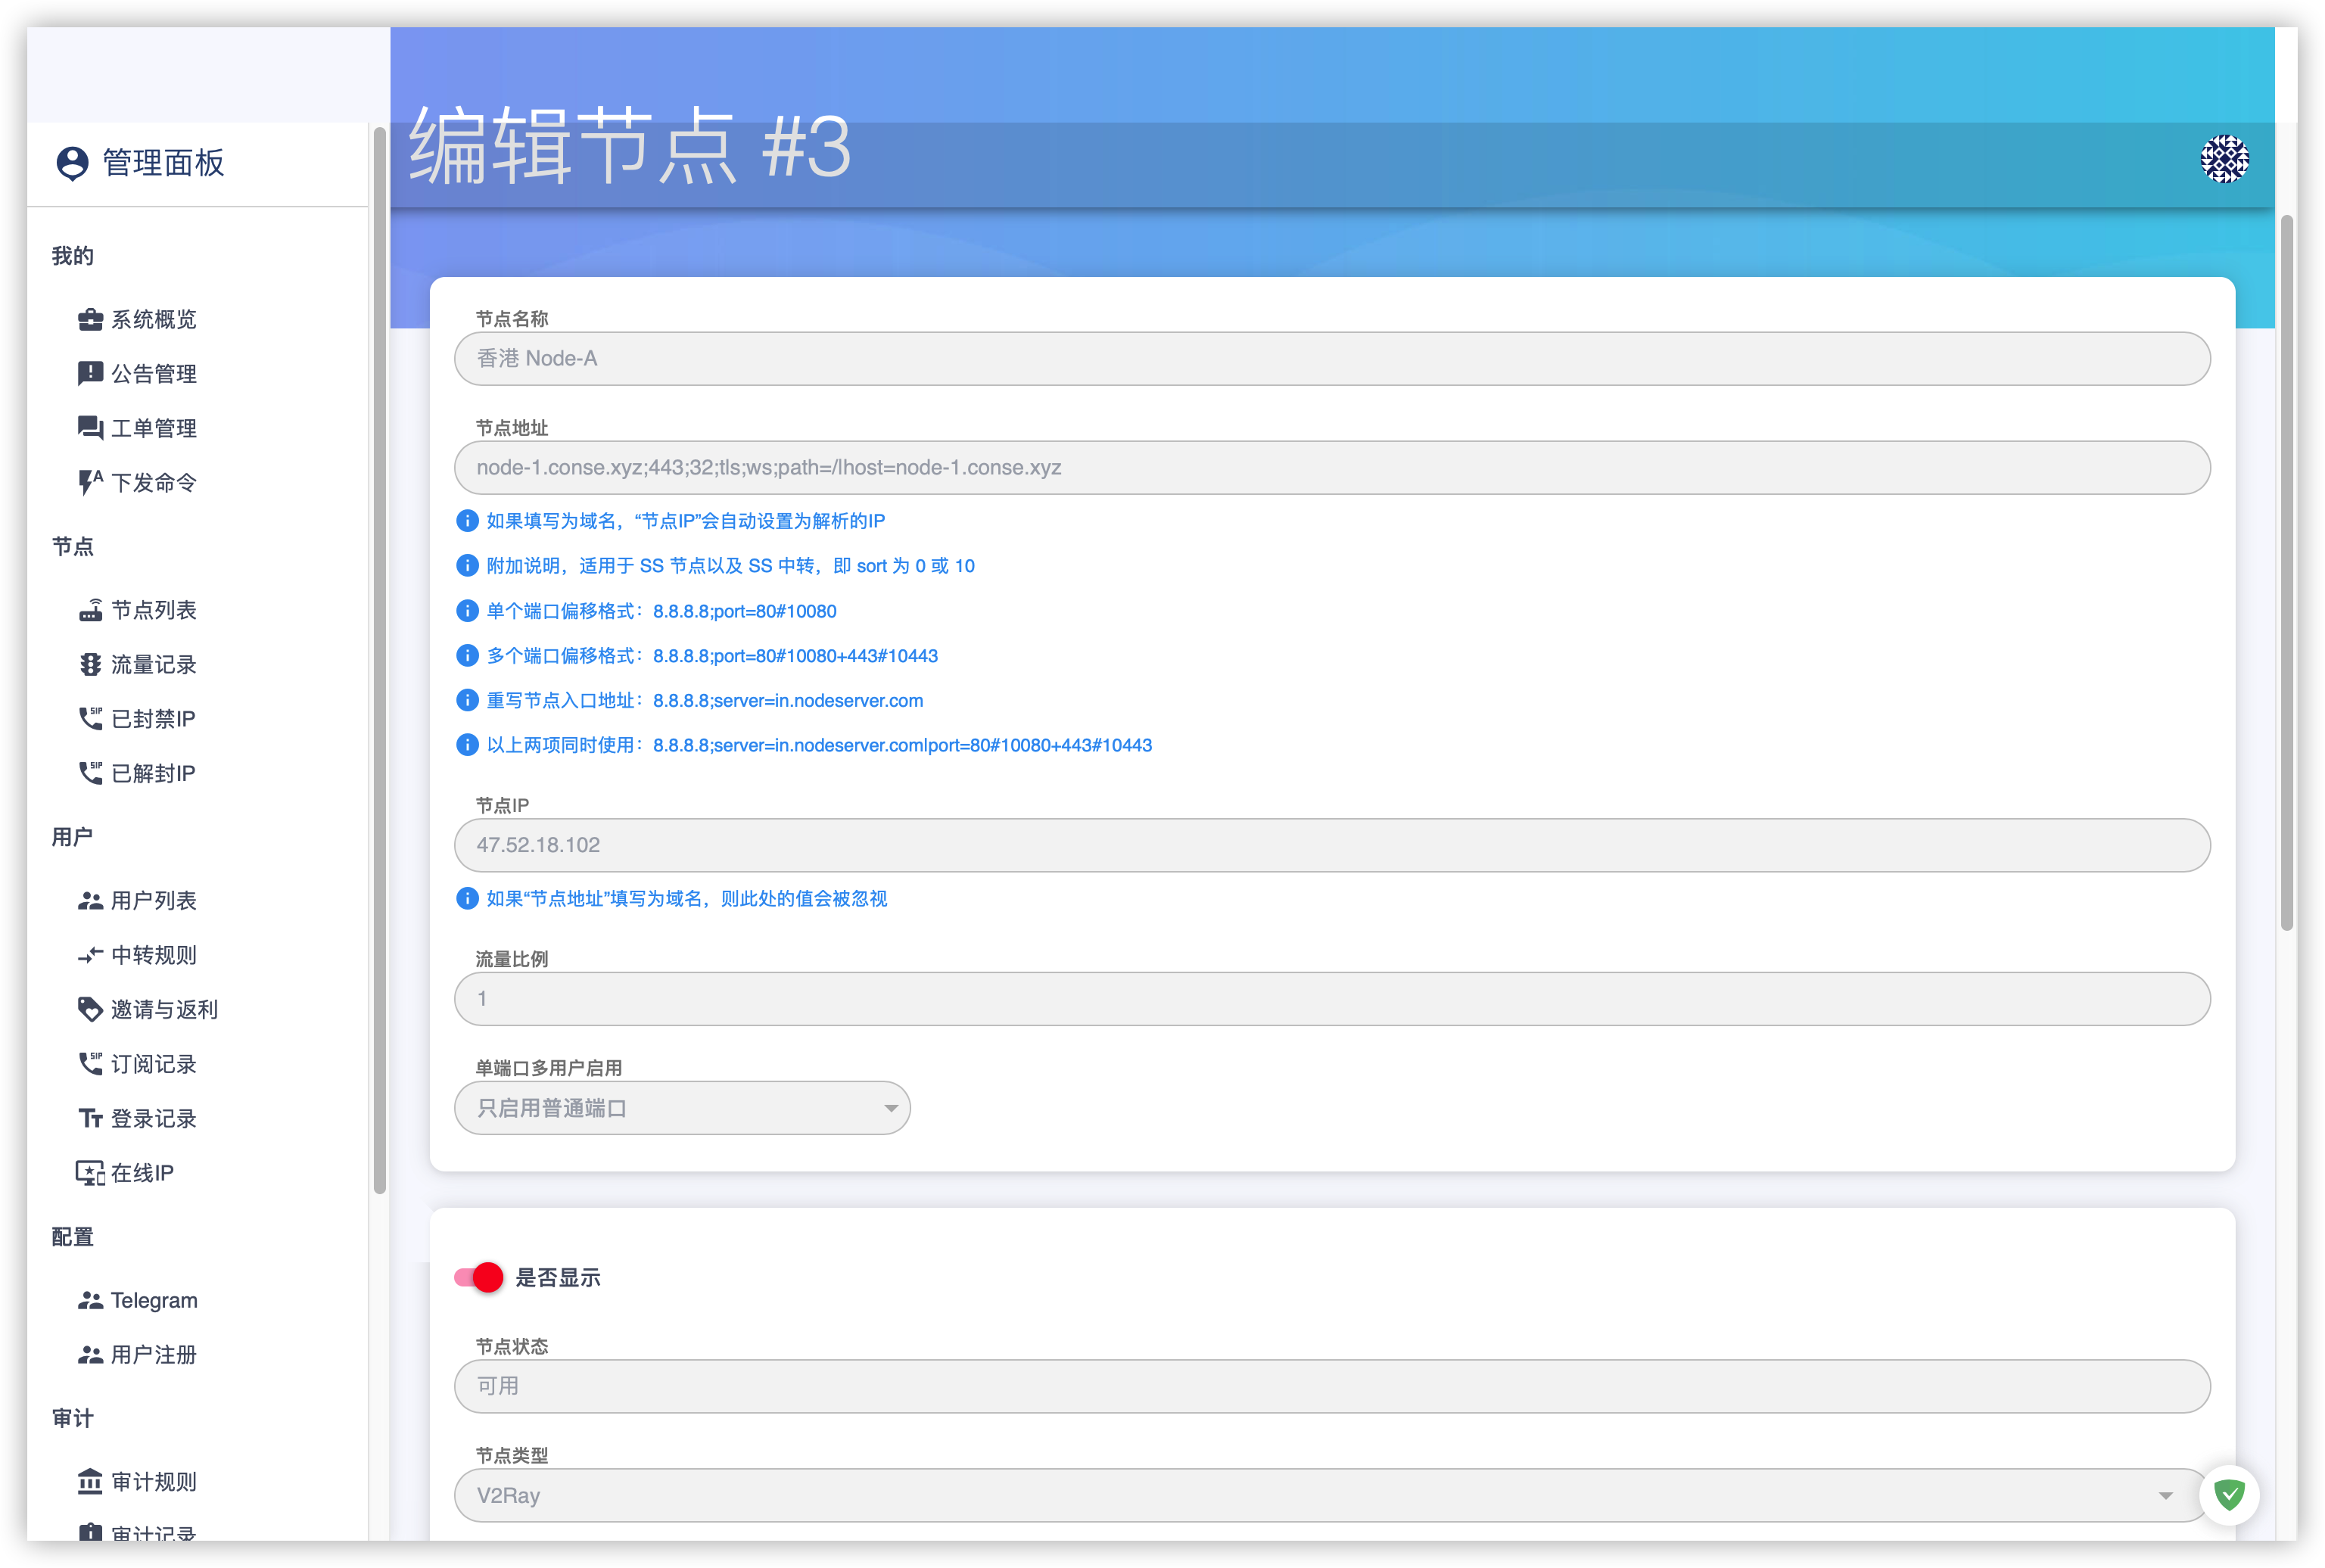 管理面板
我的
系统概览
公告管理
工单管理
下发命令
节点
节点列表
流量记录
已封禁IP
已解封IP
用户
用户列表
中转规则
邀请与返利
订阅记录
登录记录
在线IP
配置
Telegram
用户注册
审计
审计规则
审计记录
编辑节点 #3
节点名称
香港 Node-A
节点地址
node-1.conse.xyz;443;32;tls;ws;path=/|host=node-1.conse.xyz
如果填写为域名，“节点IP”会自动设置为解析的IP
附加说明，适用于 SS 节点以及 SS 中转，即 sort 为 0 或 10
单个端口偏移格式：8.8.8.8;port=80#10080
多个端口偏移格式：8.8.8.8;port=80#10080+443#10443
重写节点入口地址：8.8.8.8;server=in.nodeserver.com
以上两项同时使用：8.8.8.8;server=in.nodeserver.com|port=80#10080+443#10443
节点IP
47.52.18.102
如果“节点地址”填写为域名，则此处的值会被忽视
流量比例
1
单端口多用户启用
只启用普通端口
是否显示
节点状态
可用
节点类型
V2Ray